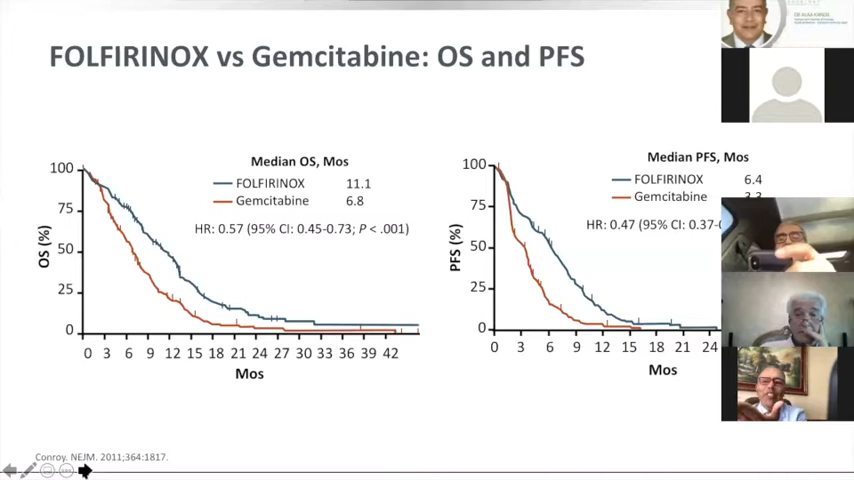 FOLFIRINOX vs Gemcitabine: OS and PFS
Median OS, Mos
FOLFIRINOX 11.1
Gemcitabine 6.8
HR: 0.57 (95% CI: 0.45-0.73; P < .001)
OS (%)
100
75
50
25
0
0 3 6 9 12 15 18 21 24 27 30 33 36 39 42
Mos
Median PFS, Mos
FOLFIRINOX 6.4
Gemcitabine 3.3
HR: 0.47 (95% CI: 0.37-0
PFS (%)
100
75
50
25
0
0 3 6 9 12 15 18 21 24
Mos
Conroy. NEJM. 2011;364:1817.